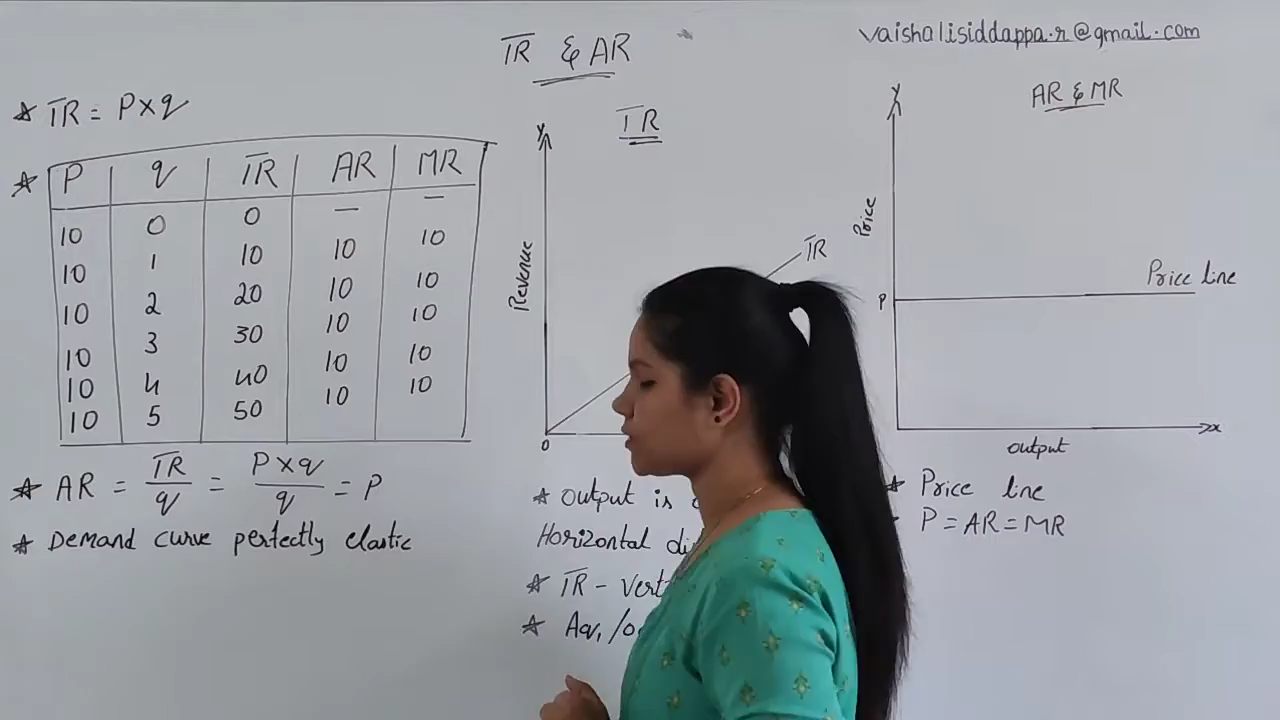 TR & AR
vaishalisiddappa.r@gmail.com
* TR = P x q
* P q TR AR MR
10 0 0 — —
10 1 10 10 10
10 2 20 10 10
10 3 30 10 10
10 4 40 10 10
10 5 50 10 10
* AR = TR/q = P x q/q = P
* Demand curve perfectly elastic
TR
Y
Revenue
TR
0
* Output is
Horizontal
* TR -
*
AR & MR
Y
Price
P
Price line
x
output
* Price line
P = AR = MR